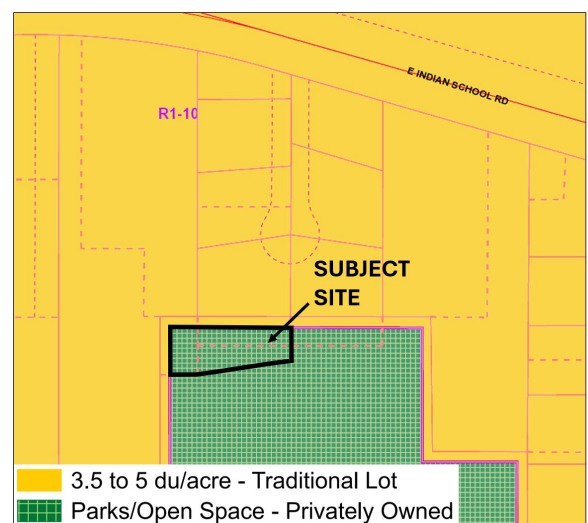 E INDIAN SCHOOL RD
R1-10
SUBJECT
SITE
3.5 to 5 du/acre - Traditional Lot
Parks/Open Space - Privately Owned